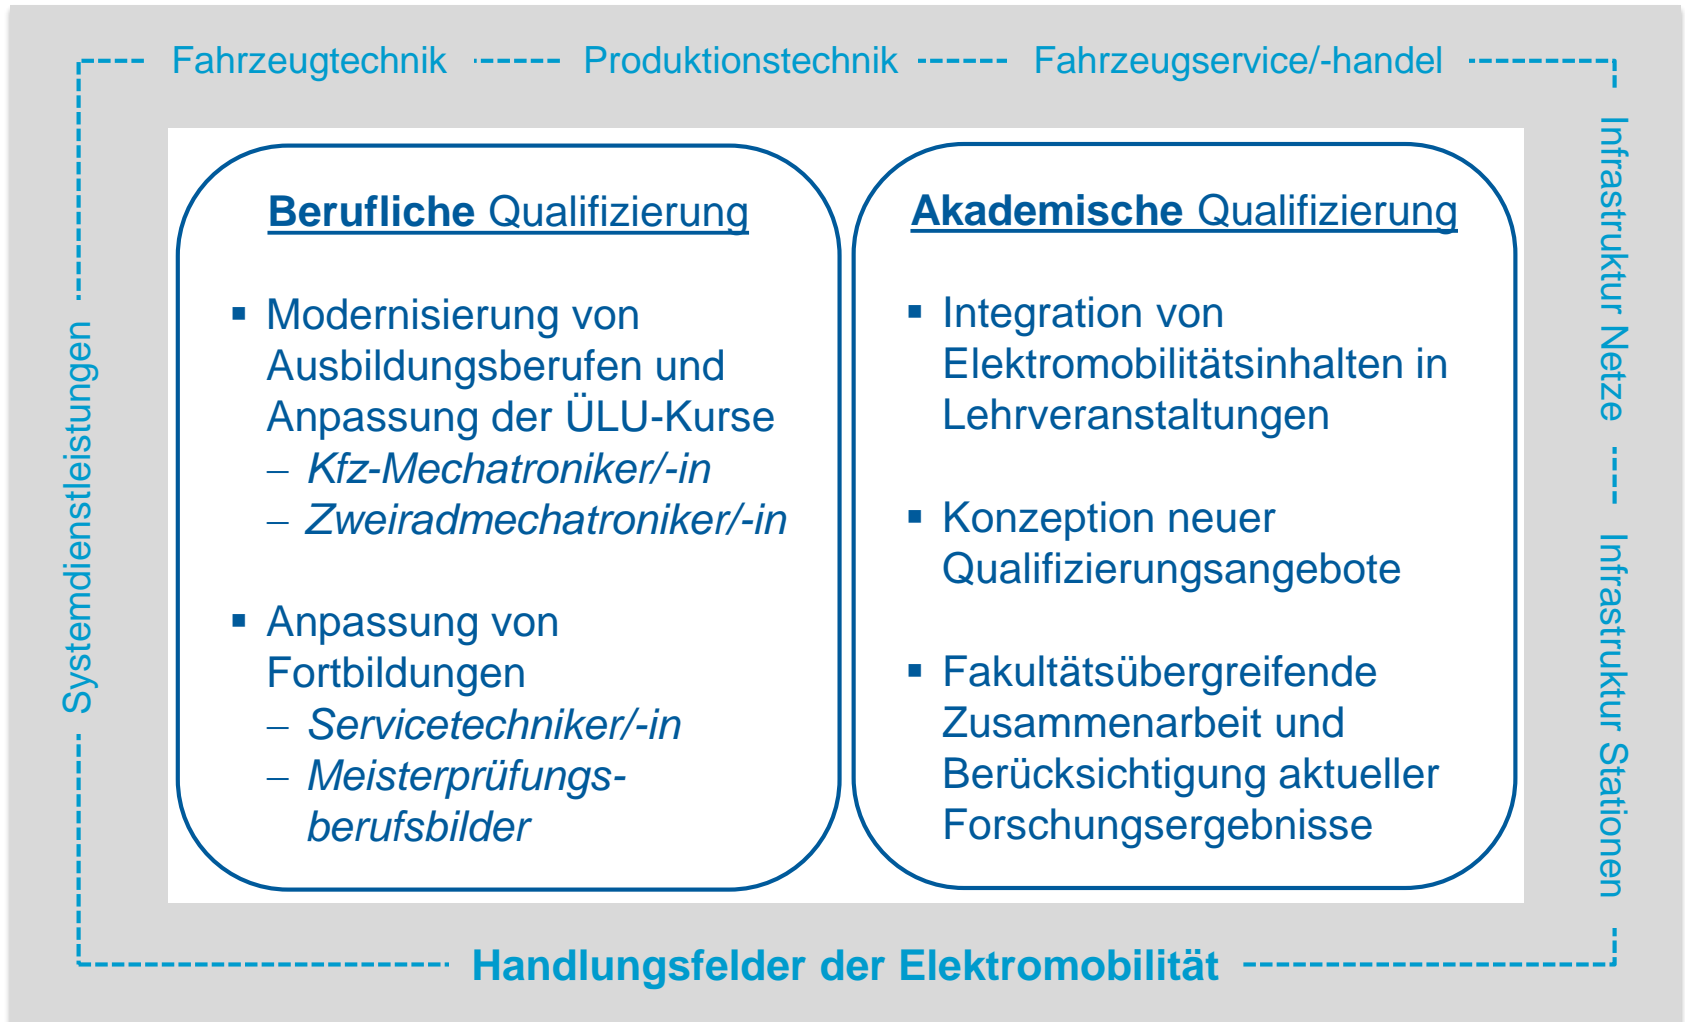 Fahrzeugtechnik
Produktionstechnik
Fahrzeugservice/-handel
Infrastruktur Netze
Infrastruktur Stationen
Systemdienstleistungen
Berufliche Qualifizierung
▪ Modernisierung von
Ausbildungsberufen und
Anpassung der ÜLU-Kurse
– Kfz-Mechatroniker/-in
– Zweiradmechatroniker/-in
▪ Anpassung von
Fortbildungen
– Servicetechniker/-in
– Meisterprüfungs-
berufsbilder
Akademische Qualifizierung
▪ Integration von
Elektromobilitätsinhalten in
Lehrveranstaltungen
▪ Konzeption neuer
Qualifizierungsangebote
▪ Fakultätsübergreifende
Zusammenarbeit und
Berücksichtigung aktueller
Forschungsergebnisse
Handlungsfelder der Elektromobilität